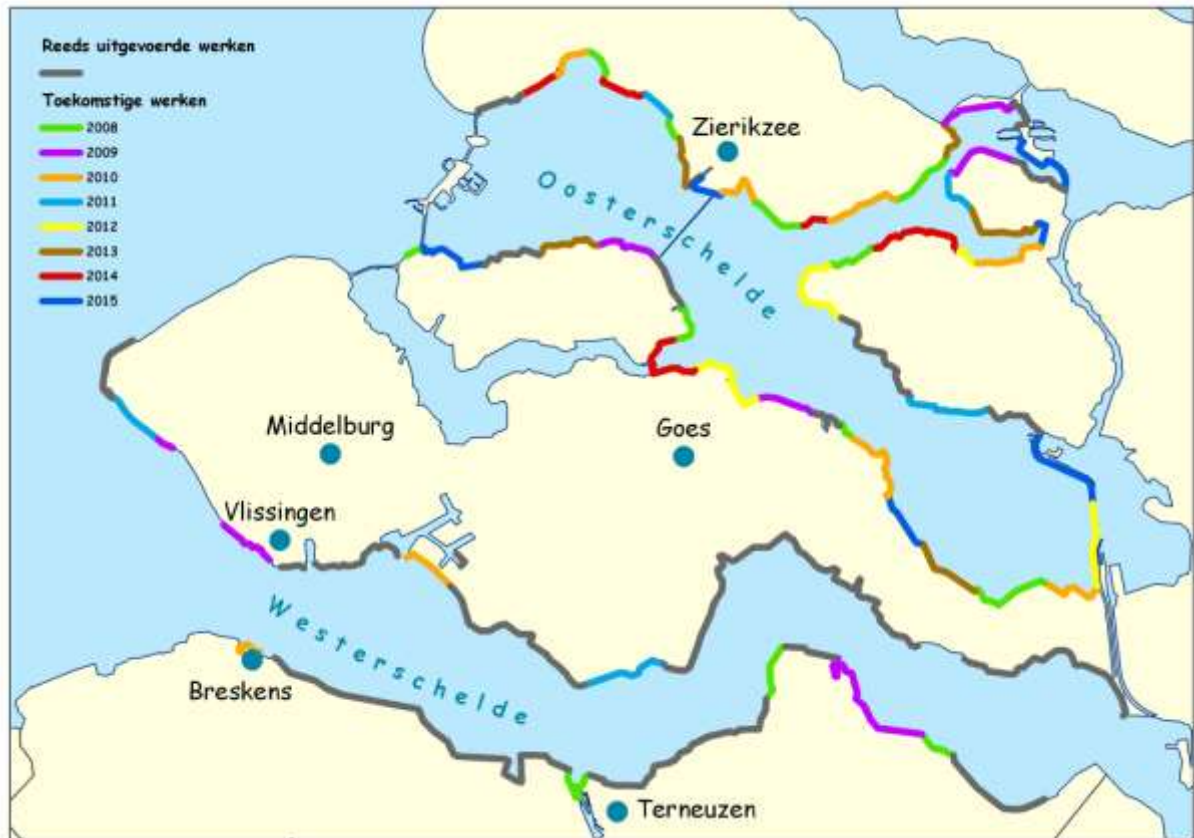 Reeds uitgevoerde werken
Toekomstige werken
2008
2009
2010
2011
2012
2013
2014
2015
Zierikzee
Oosterschelde
Middelburg
Goes
Vlissingen
Westerschelde
Breskens
Terneuzen